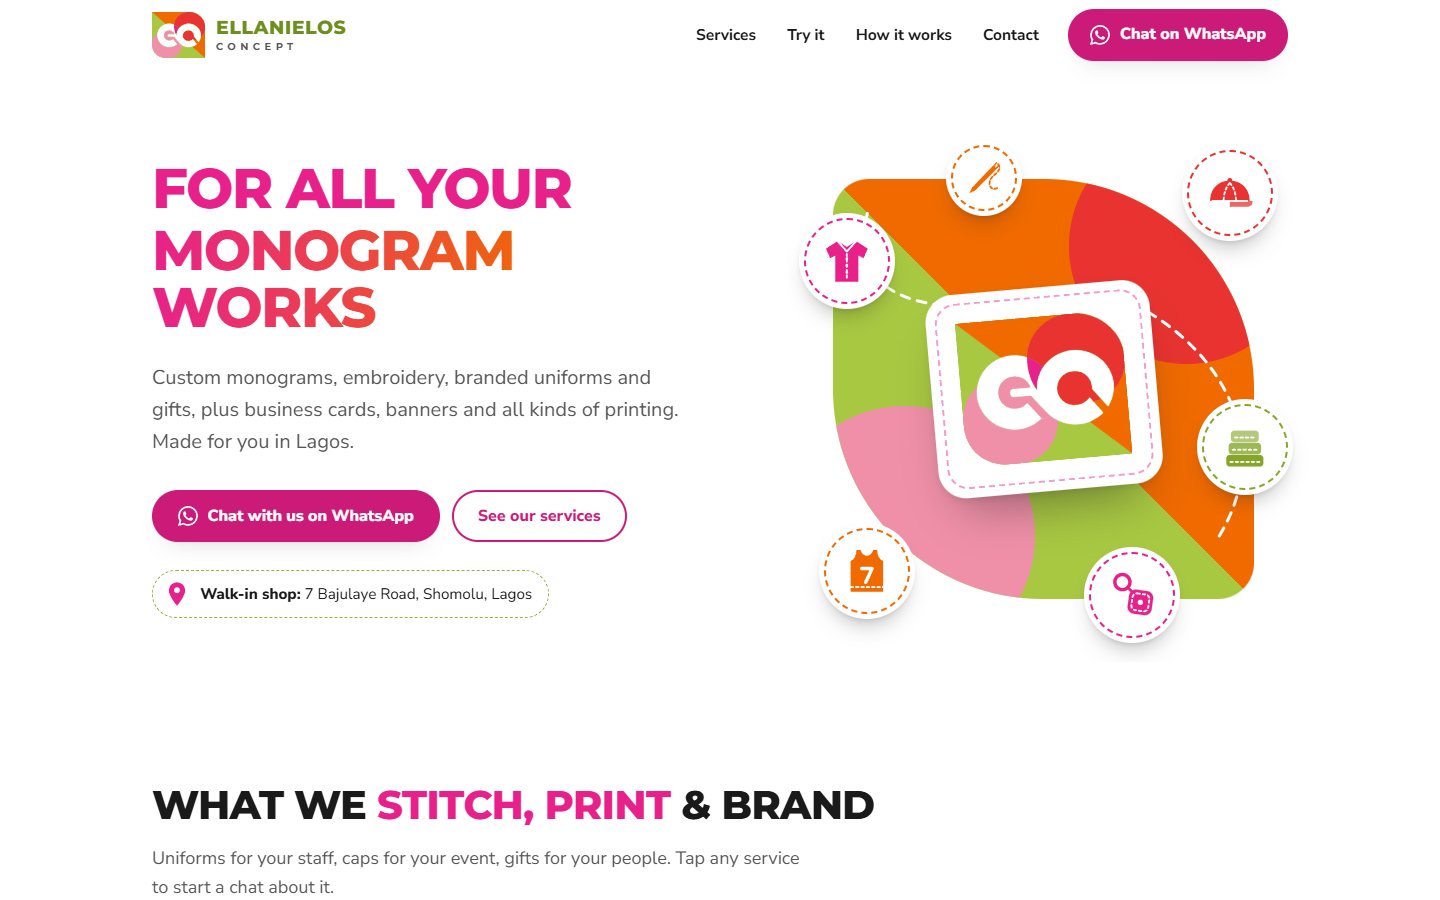 ELLANIELOS
CONCEPT
Services
Try it
How it works
Contact
Chat on WhatsApp
FOR ALL YOUR
MONOGRAM
WORKS
Custom monograms, embroidery, branded uniforms and
gifts, plus business cards, banners and all kinds of printing.
Made for you in Lagos.
Chat with us on WhatsApp
See our services
Walk-in shop: 7 Bajulaye Road, Shomolu, Lagos
7
WHAT WE STITCH, PRINT & BRAND
Uniforms for your staff, caps for your event, gifts for your people. Tap any service
to start a chat about it.